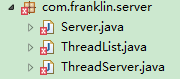 com.franklin.server
Server.java
ThreadList.java
ThreadServer.java